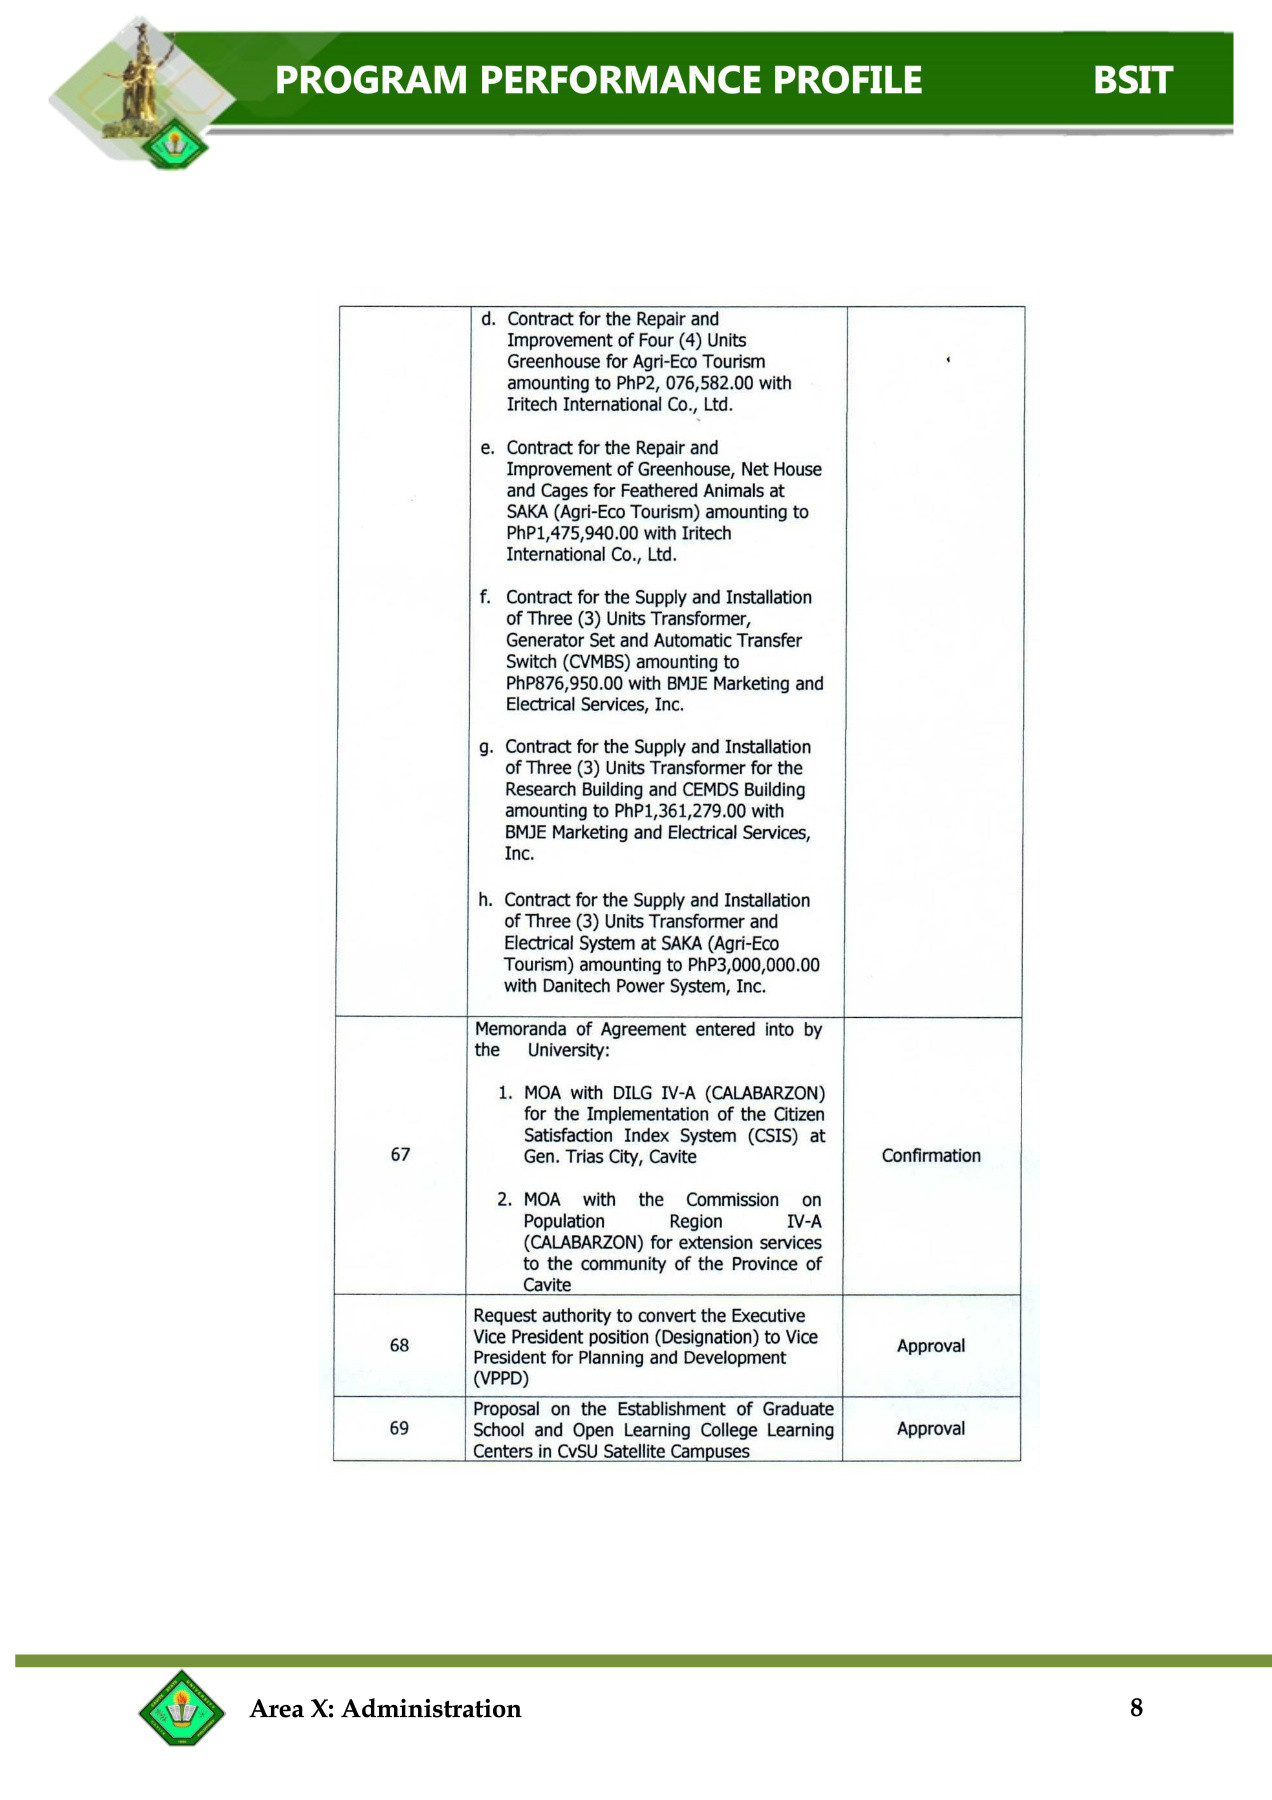 PROGRAM PERFORMANCE PROFILE BSIT
d. Contract for the Repair and
Improvement of Four (4) Units
Greenhouse for Agri-Eco Tourism
amounting to PhP2, 076,582.00 with
Iritech International Co., Ltd.
e. Contract for the Repair and
Improvement of Greenhouse, Net House
and Cages for Feathered Animals at
SAKA (Agri-Eco Tourism) amounting to
PhP1,475,940.00 with Iritech
International Co., Ltd.
f. Contract for the Supply and Installation
of Three (3) Units Transformer,
Generator Set and Automatic Transfer
Switch (CVMBS) amounting to
PhP876,950.00 with BMJE Marketing and
Electrical Services, Inc.
g. Contract for the Supply and Installation
of Three (3) Units Transformer for the
Research Building and CEMDS Building
amounting to PhP1,361,279.00 with
BMJE Marketing and Electrical Services,
Inc.
h. Contract for the Supply and Installation
of Three (3) Units Transformer and
Electrical System at SAKA (Agri-Eco
Tourism) amounting to PhP3,000,000.00
with Danitech Power System, Inc.
67
Memoranda of Agreement entered into by
the University:
1. MOA with DILG IV-A (CALABARZON)
for the Implementation of the Citizen
Satisfaction Index System (CSIS) at
Gen. Trias City, Cavite
2. MOA with the Commission on
Population Region IV-A
(CALABARZON) for extension services
to the community of the Province of
Cavite
Confirmation
68
Request authority to convert the Executive
Vice President position (Designation) to Vice
President for Planning and Development
(VPPD)
Approval
69
Proposal on the Establishment of Graduate
School and Open Learning College Learning
Centers in CvSU Satellite Campuses
Approval
Area X: Administration 8